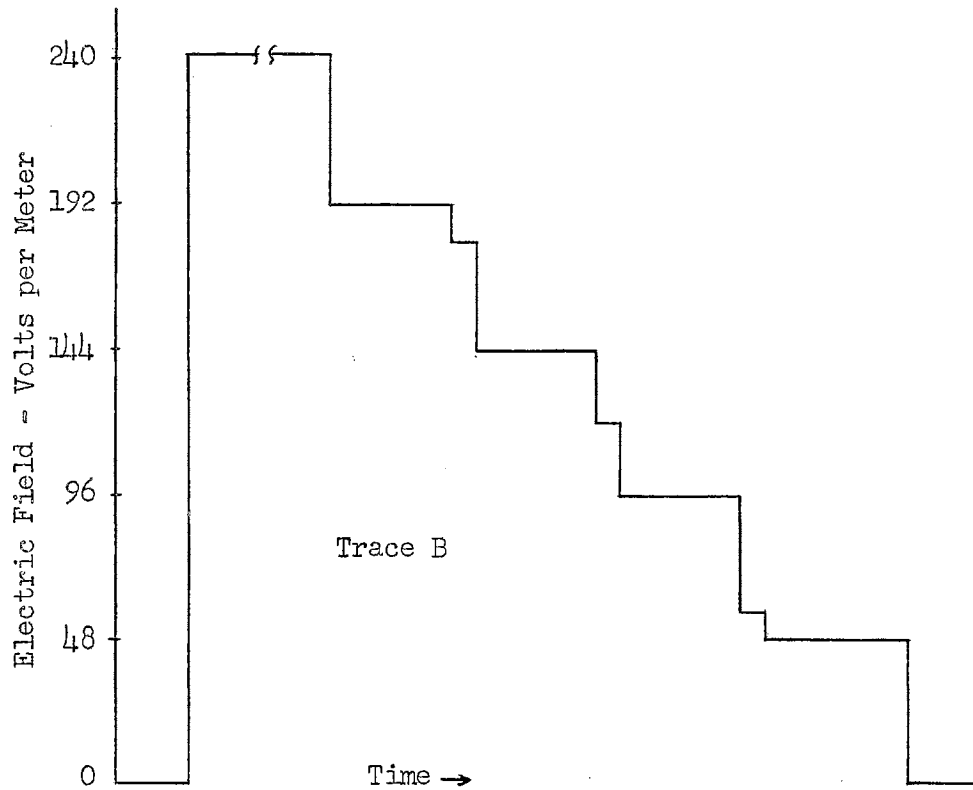 Electric Field - Volts per Meter
240
192
144
96
48
0
Trace B
Time →